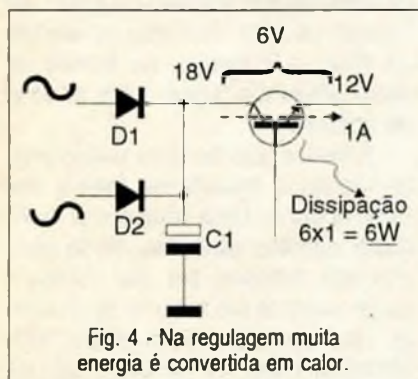 6V
18V
12V
D1
1A
D2
C1
Dissipação
6x1 = 6W
Fig. 4 - Na regulagem muita
energia é convertida em calor.